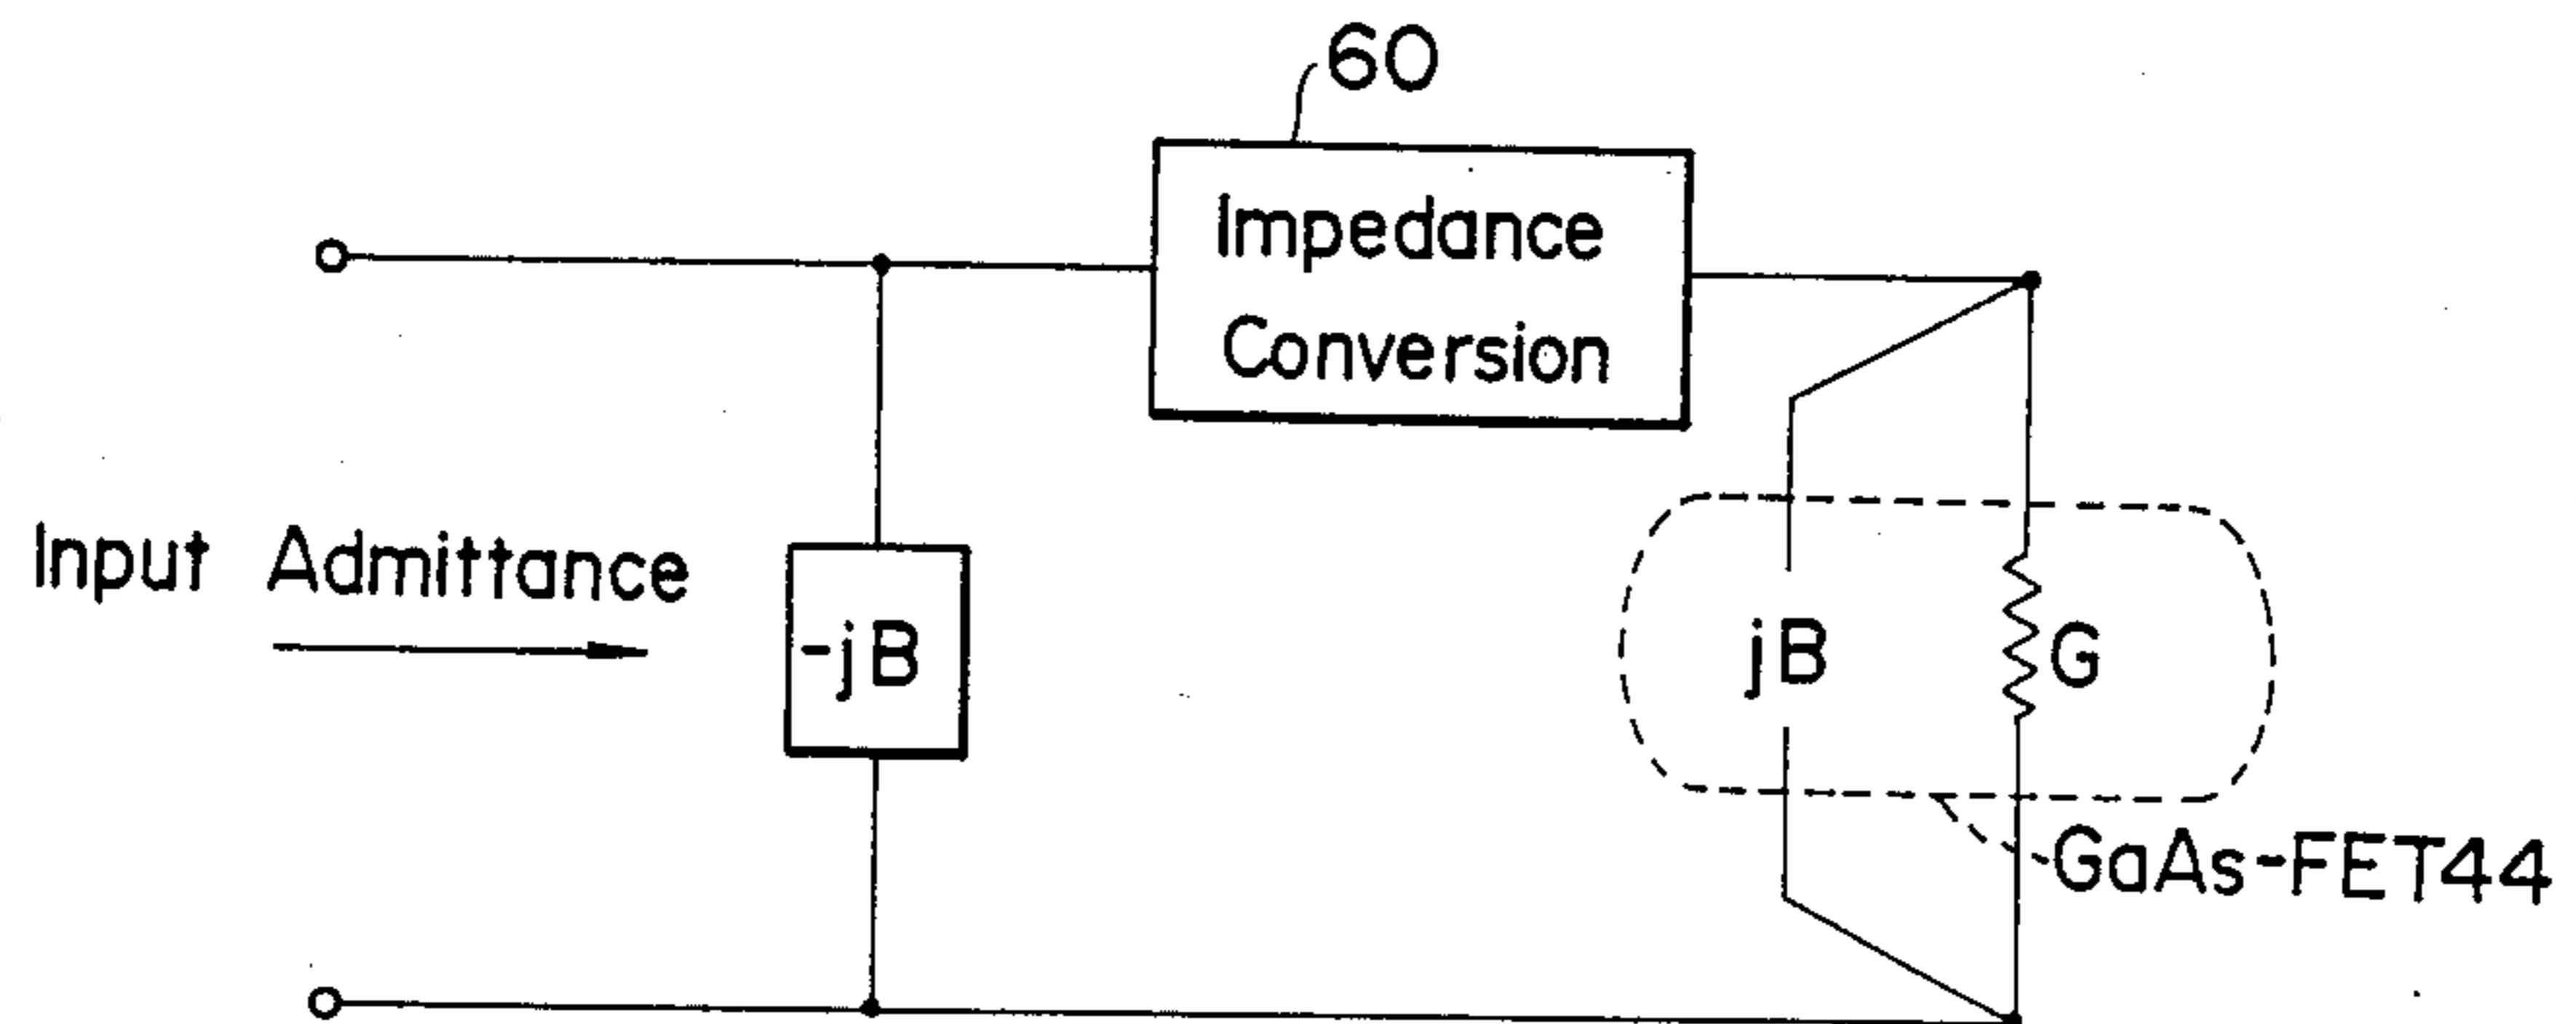 60
Impedance
Conversion
Input Admittance
-jB
jB
G
GaAs-FET44